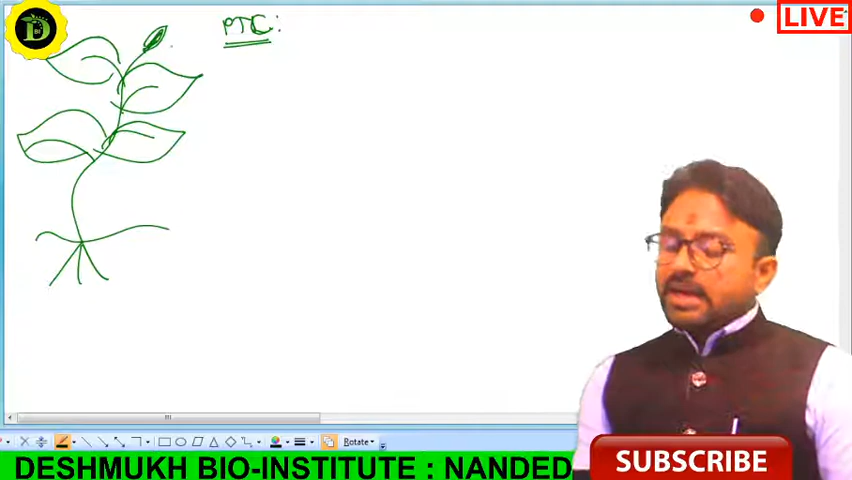 PTC:
LIVE
Rotate
DESHMUKH BIO-INSTITUTE : NANDED
SUBSCRIBE